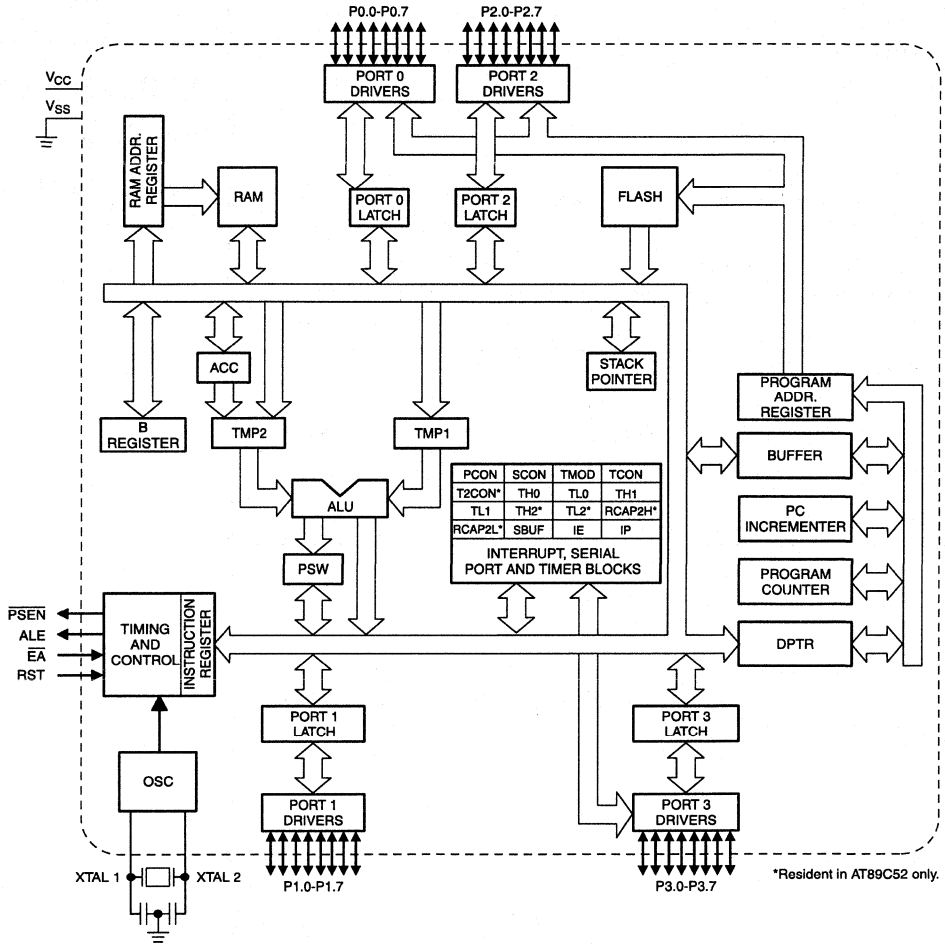 P0.0-P0.7
P2.0-P2.7
VCC
VSS
PORT 0
DRIVERS
PORT 2
DRIVERS
RAM ADDR.
REGISTER
RAM
PORT 0
LATCH
PORT 2
LATCH
FLASH
ACC
STACK
POINTER
PROGRAM
ADDR.
REGISTER
B
REGISTER
TMP2
TMP1
BUFFER
PCON SCON TMOD TCON
T2CON* TH0 TL0 TH1
TL1 TH2* TL2* RCAP2H*
RCAP2L* SBUF IE IP
INTERRUPT, SERIAL
PORT AND TIMER BLOCKS
ALU
PC
INCREMENTER
PSW
PROGRAM
COUNTER
PSEN
ALE
EA
RST
TIMING
AND
CONTROL
INSTRUCTION
REGISTER
DPTR
PORT 1
LATCH
PORT 3
LATCH
OSC
PORT 1
DRIVERS
PORT 3
DRIVERS
XTAL 1
XTAL 2
P1.0-P1.7
P3.0-P3.7
*Resident in AT89C52 only.